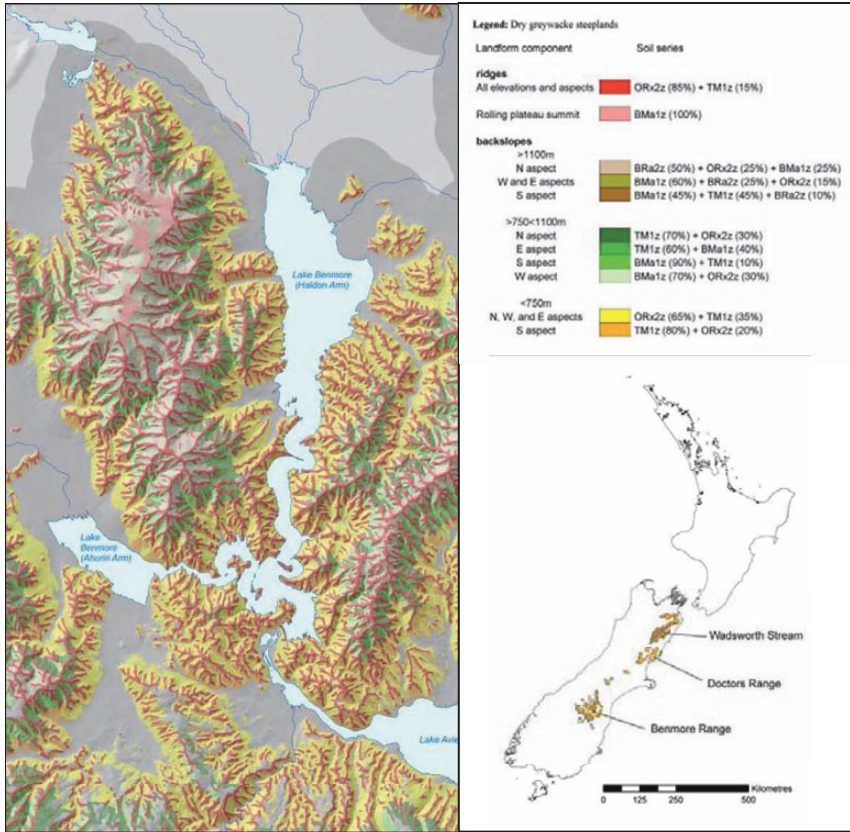 Lake Benmore
(Haldon Arm)
Lake
Benmore
(Ahuriri Arm)
Lake Avie
Legend: Dry greywacke steeplands
Landform component Soil series
ridges
All elevations and aspects ORx2z (85%) + TM1z (15%)
Rolling plateau summit BMa1z (100%)
backslopes
>1100m
N aspect BRa2z (50%) + ORx2z (25%) + BMa1z (25%)
W and E aspects BMa1z (60%) + BRa2z (25%) + ORx2z (15%)
S aspect BMa1z (45%) + TM1z (45%) + BRa2z (10%)
>750<1100m
N aspect TM1z (70%) + ORx2z (30%)
E aspect TM1z (60%) + BMa1z (40%)
S aspect BMa1z (90%) + TM1z (10%)
W aspect BMa1z (70%) + ORx2z (30%)
<750m
N, W, and E aspects ORx2z (65%) + TM1z (35%)
S aspect TM1z (80%) + ORx2z (20%)
Wadsworth Stream
Doctors Range
Benmore Range
Kilometres
0 125 250 500